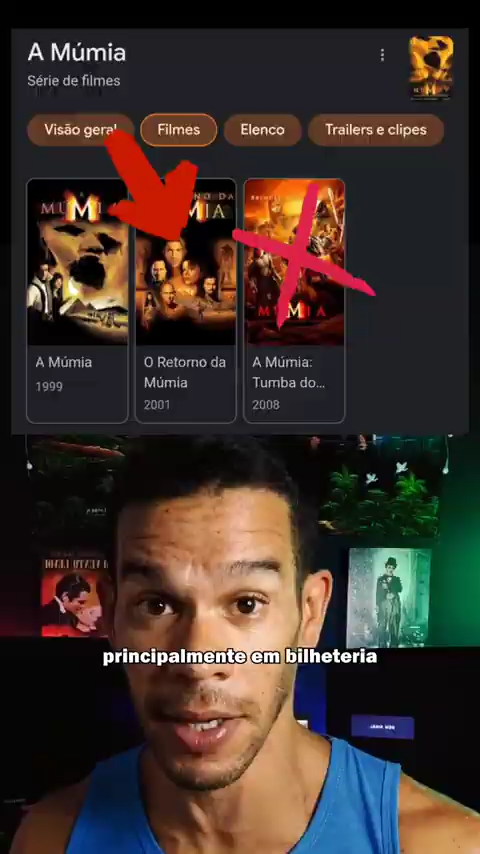 A Múmia
Série de filmes
Visão geral
Filmes
Elenco
Trailers e clipes
A Múmia
1999
O Retorno da
Múmia
2001
A Múmia:
Tumba do...
2008
principalmente em bilheteria